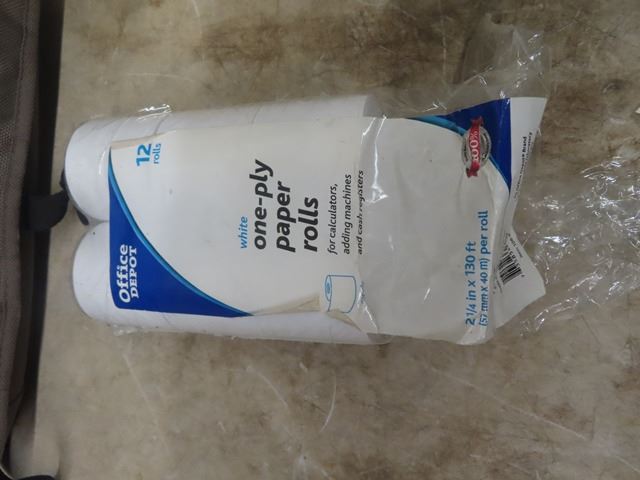 Office
DEPOT
12
rolls
white
one-ply
paper
rolls
for calculators,
adding machines
and cash registers
100%
2 1/4 in x 130 ft
(57 mm x 40 m) per roll